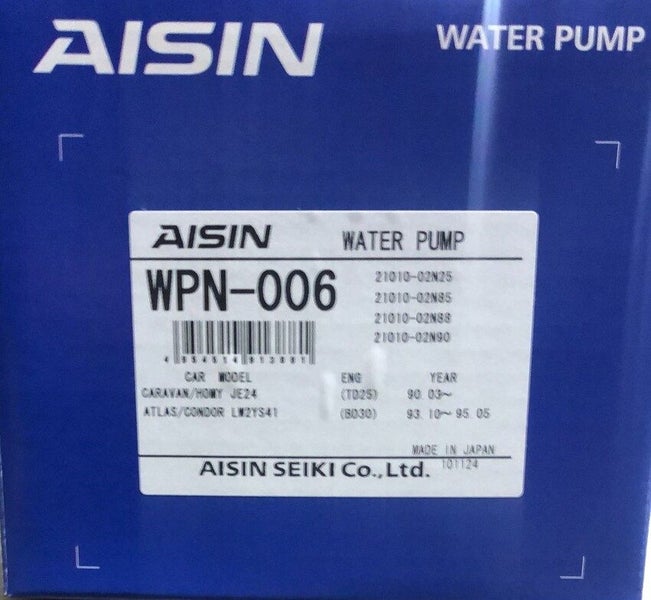 AISIN WATER PUMP
AISIN WATER PUMP
WPN-006
21010-02N25
21010-02N85
21010-02N88
21010-02N90
CAR MODEL ENG YEAR
CARAVAN/HOMY JE24 (TD25) 90.03~
ATLAS/CONDOR LW2YS41 (BD30) 93.10~95.05
MADE IN JAPAN
AISIN SEIKI Co.,Ltd. 101124